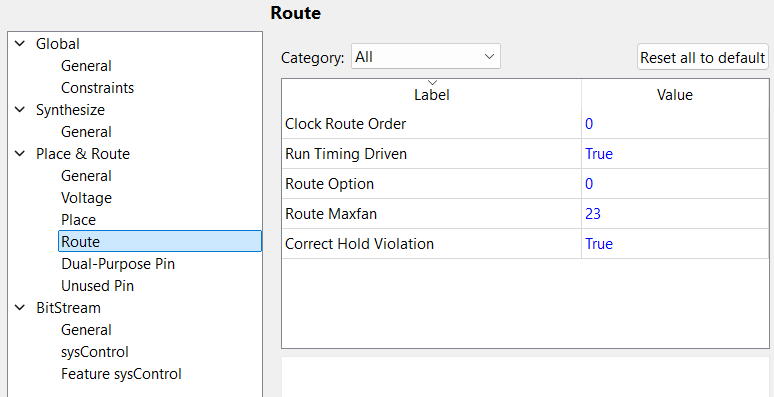 Route
Global
General
Constraints
Synthesize
General
Place & Route
General
Voltage
Place
Route
Dual-Purpose Pin
Unused Pin
BitStream
General
sysControl
Feature sysControl
Category: All
Reset all to default
Label Value
Clock Route Order 0
Run Timing Driven True
Route Option 0
Route Maxfan 23
Correct Hold Violation True